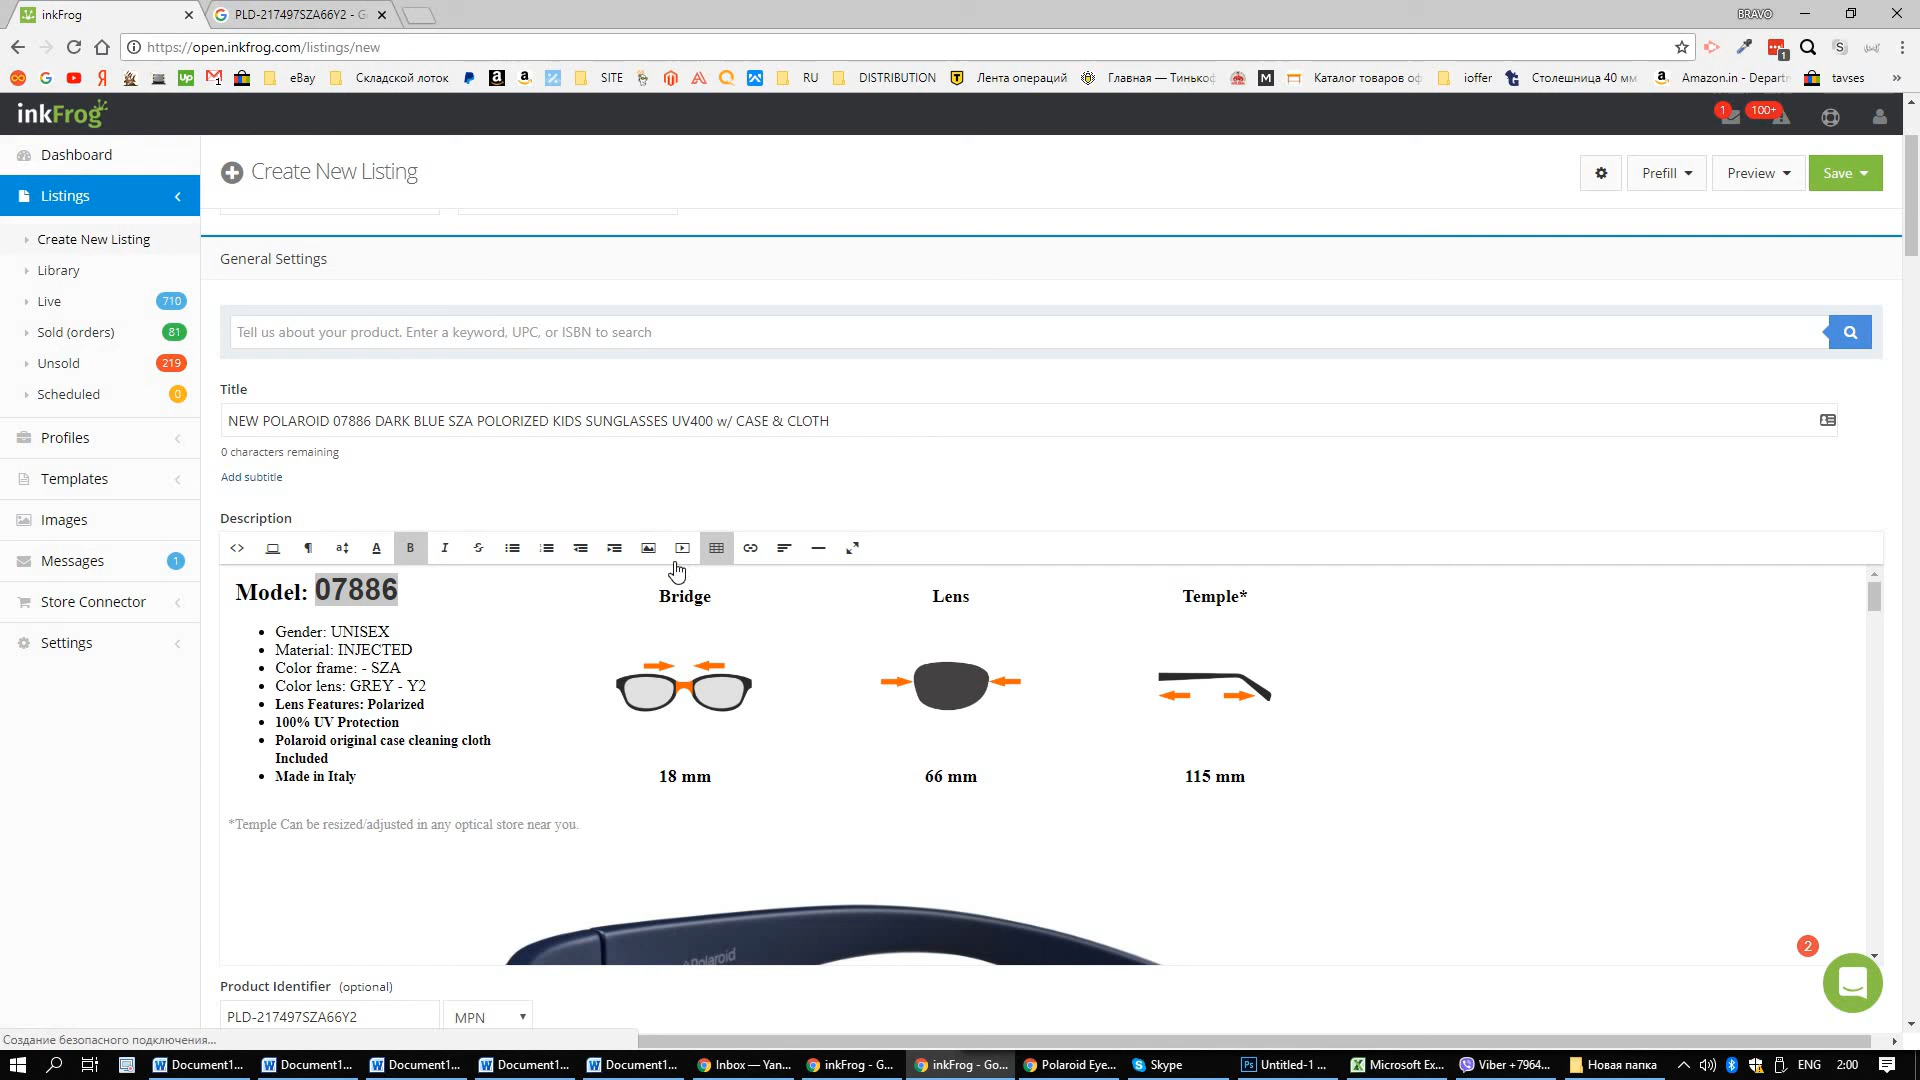 inkFrog
PLD-217497SZA66Y2 - G
BRAVO
https://open.inkfrog.com/listings/new
eBay
Складской лоток
SITE
RU
DISTRIBUTION
Лента операций
Главная — Тинько
Каталог товаров оф
ioffer
Столешница 40 мм
Amazon.in - Depart
tavses
inkFrog
1
100+
Dashboard
Listings
Create New Listing
Library
Live 710
Sold (orders) 81
Unsold 219
Scheduled 0
Profiles
Templates
Images
Messages 1
Store Connector
Settings
Create New Listing
Prefill
Preview
Save
General Settings
Tell us about your product. Enter a keyword, UPC, or ISBN to search
Title
NEW POLAROID 07886 DARK BLUE SZA POLORIZED KIDS SUNGLASSES UV400 w/ CASE & CLOTH
0 characters remaining
Add subtitle
Description
Model: 07886
Gender: UNISEX
Material: INJECTED
Color frame: - SZA
Color lens: GREY - Y2
Lens Features: Polarized
100% UV Protection
Polaroid original case cleaning cloth
Included
Made in Italy
Bridge
Lens
Temple*
18 mm
66 mm
115 mm
*Temple Can be resized/adjusted in any optical store near you.
Polaroid
2
Product Identifier (optional)
PLD-217497SZA66Y2
MPN
Создание безопасного подключения...
Document1...
Document1...
Document1...
Document1...
Document1...
Inbox — Yan...
inkFrog - G...
inkFrog - Go...
Polaroid Eye...
Skype
Untitled-1 ...
Microsoft Ex...
Viber +7964...
Новая папка
ENG
2:00